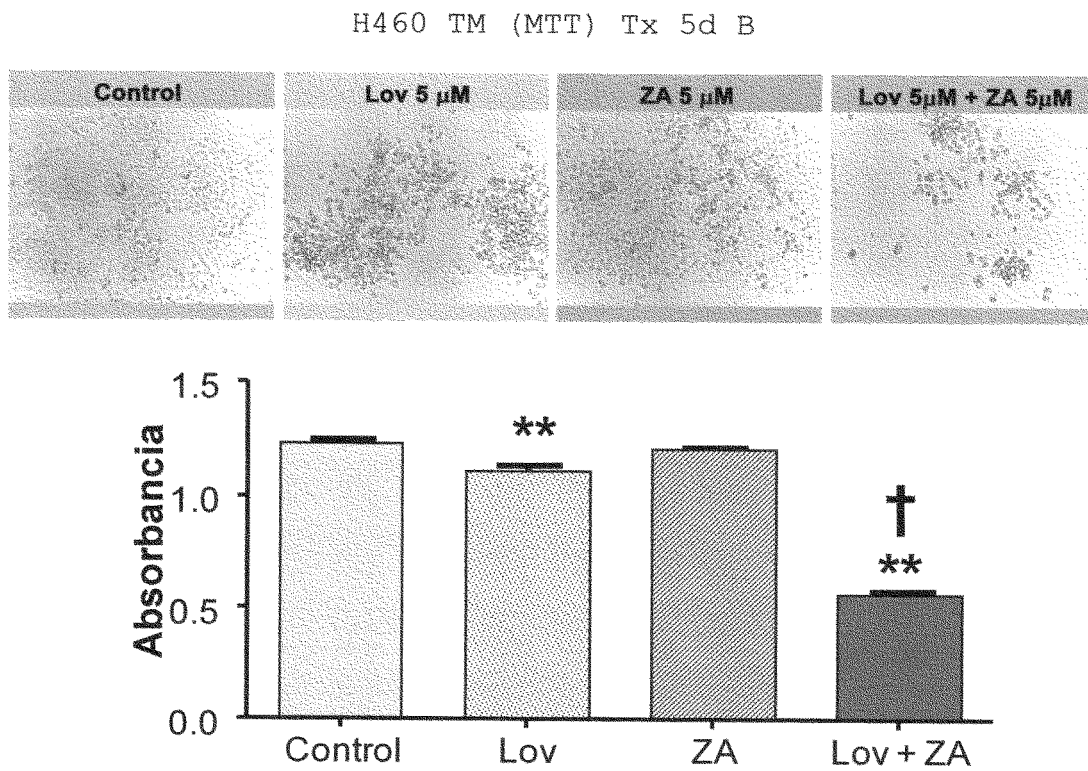 H460 TM (MTT) Tx 5d B
Control
Lov 5 μM
ZA 5 μM
Lov 5μM + ZA 5μM
Absorbancia
1.5
1.0
0.5
0.0
**
†
**
Control
Lov
ZA
Lov + ZA